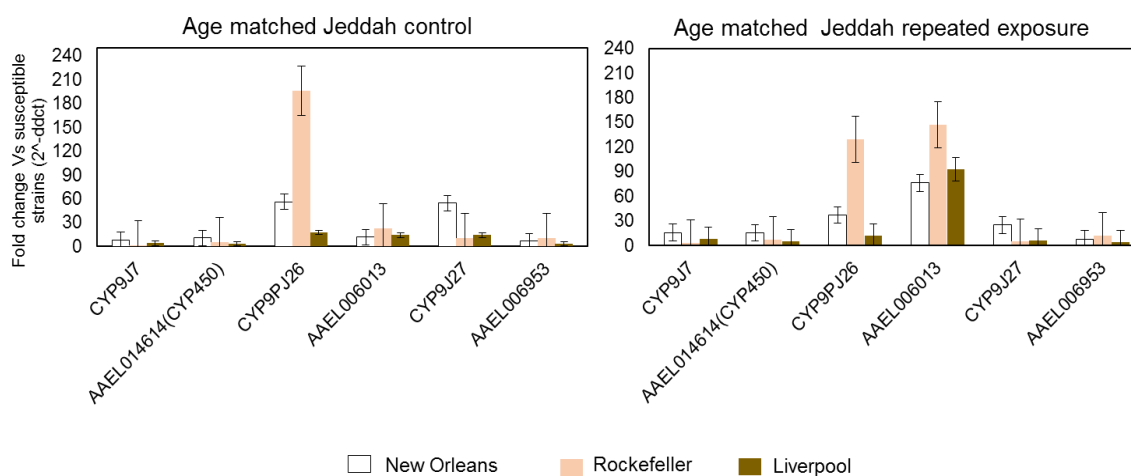 Age matched Jeddah control
Fold change Vs susceptible
strains (2^-ddct)
240
210
180
150
120
90
60
30
0
CYP9J7
AAEL014614(CYP450)
CYP9PJ26
AAEL006013
CYP9J27
AAEL006953
Age matched  Jeddah repeated exposure
240
210
180
150
120
90
60
30
0
CYP9J7
AAEL014614(CYP450)
CYP9PJ26
AAEL006013
CYP9J27
AAEL006953
New Orleans
Rockefeller
Liverpool